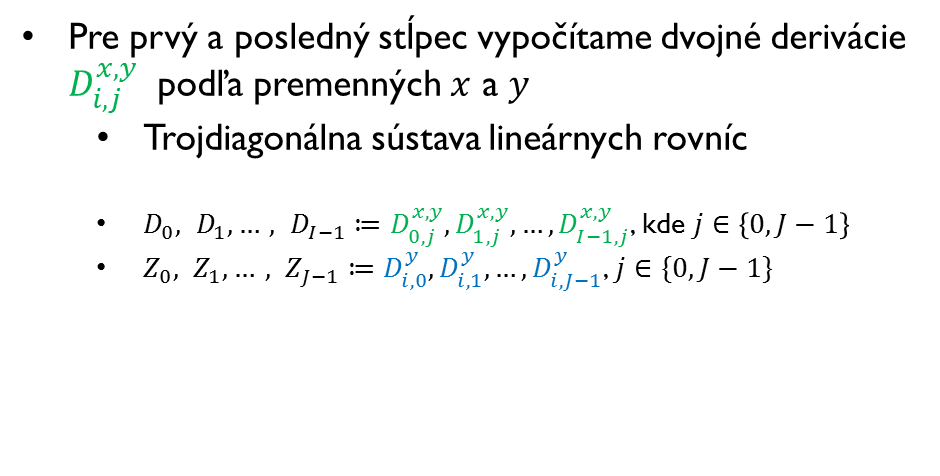 • Pre prvý a posledný stĺpec vypočítame dvojné derivácie
D_{i,j}^{x,y} podľa premenných x a y
• Trojdiagonálna sústava lineárnych rovníc
• D_0, D_1, … , D_{I−1} ≔ D_{0,j}^{x,y}, D_{1,j}^{x,y}, … , D_{I−1,j}^{x,y}, kde j ∈ {0, J − 1}
• Z_0, Z_1, … , Z_{J−1} ≔ D_{i,0}^{y}, D_{i,1}^{y}, … , D_{i,J−1}^{y}, j ∈ {0, J − 1}